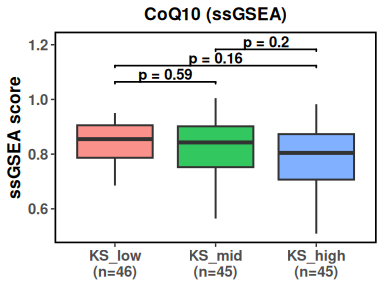 CoQ10 (ssGSEA)
ssGSEA score
1.2
1.0
0.8
0.6
p = 0.2
p = 0.16
p = 0.59
KS_low
(n=46)
KS_mid
(n=45)
KS_high
(n=45)